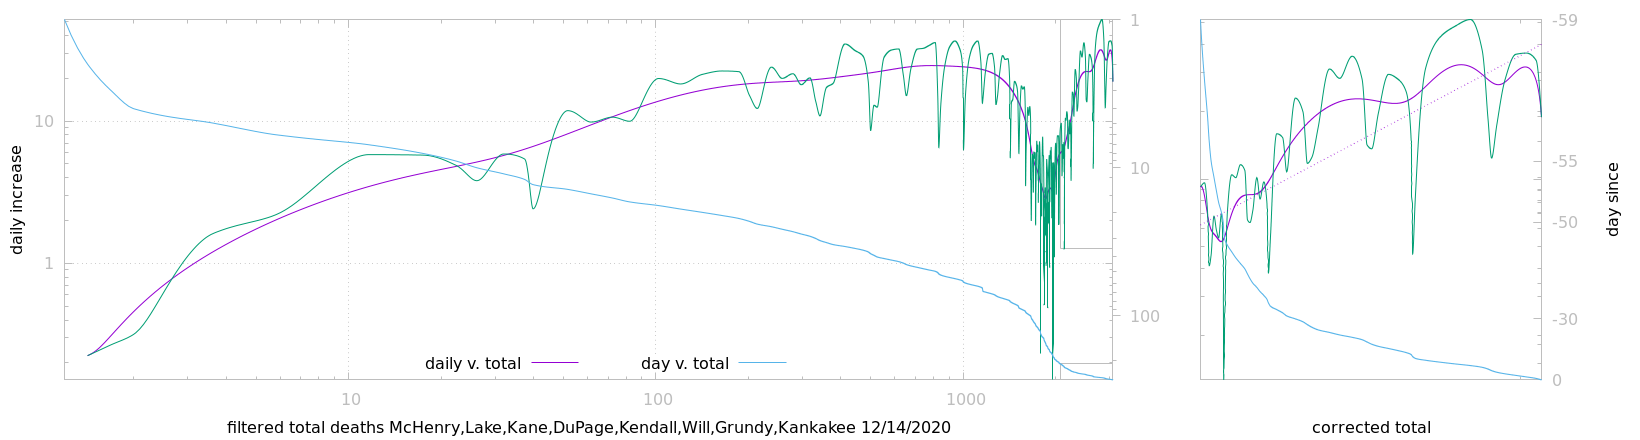 1
-59
10
10
-55
daily increase
-50
day since
1
100
-30
daily v. total
day v. total
0
10
100
1000
filtered total deaths McHenry,Lake,Kane,DuPage,Kendall,Will,Grundy,Kankakee 12/14/2020
corrected total